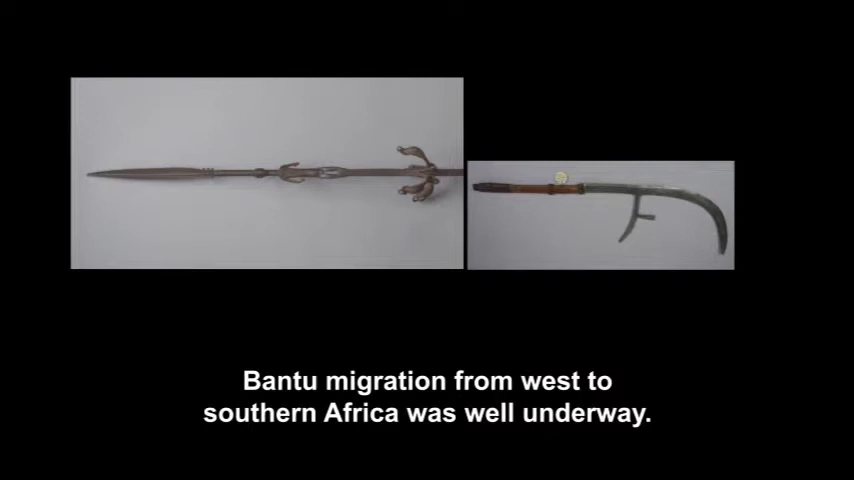 Bantu migration from west to
southern Africa was well underway.